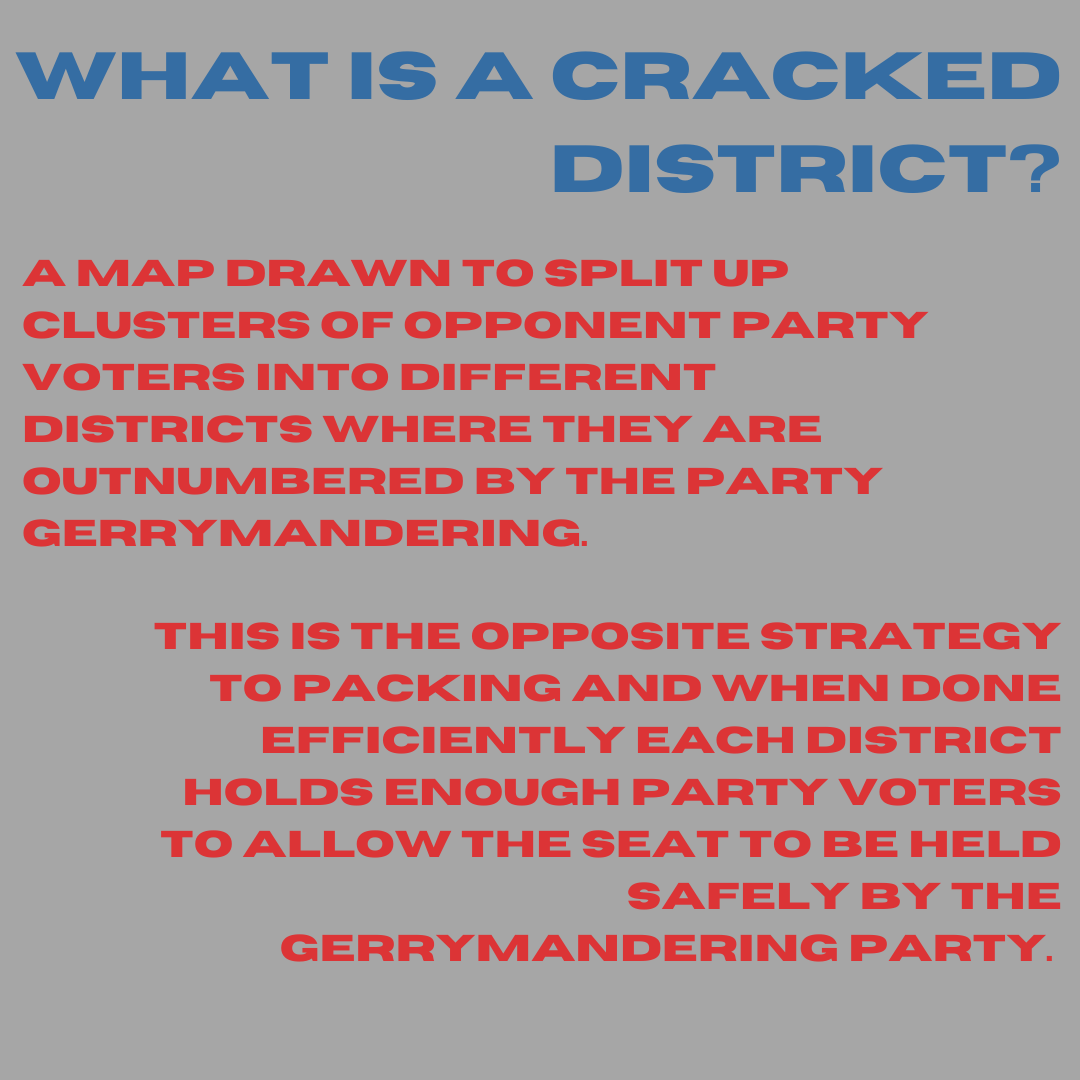 WHAT IS A CRACKED
DISTRICT?
A MAP DRAWN TO SPLIT UP
CLUSTERS OF OPPONENT PARTY
VOTERS INTO DIFFERENT
DISTRICTS WHERE THEY ARE
OUTNUMBERED BY THE PARTY
GERRYMANDERING.
THIS IS THE OPPOSITE STRATEGY
TO PACKING AND WHEN DONE
EFFICIENTLY EACH DISTRICT
HOLDS ENOUGH PARTY VOTERS
TO ALLOW THE SEAT TO BE HELD
SAFELY BY THE
GERRYMANDERING PARTY.